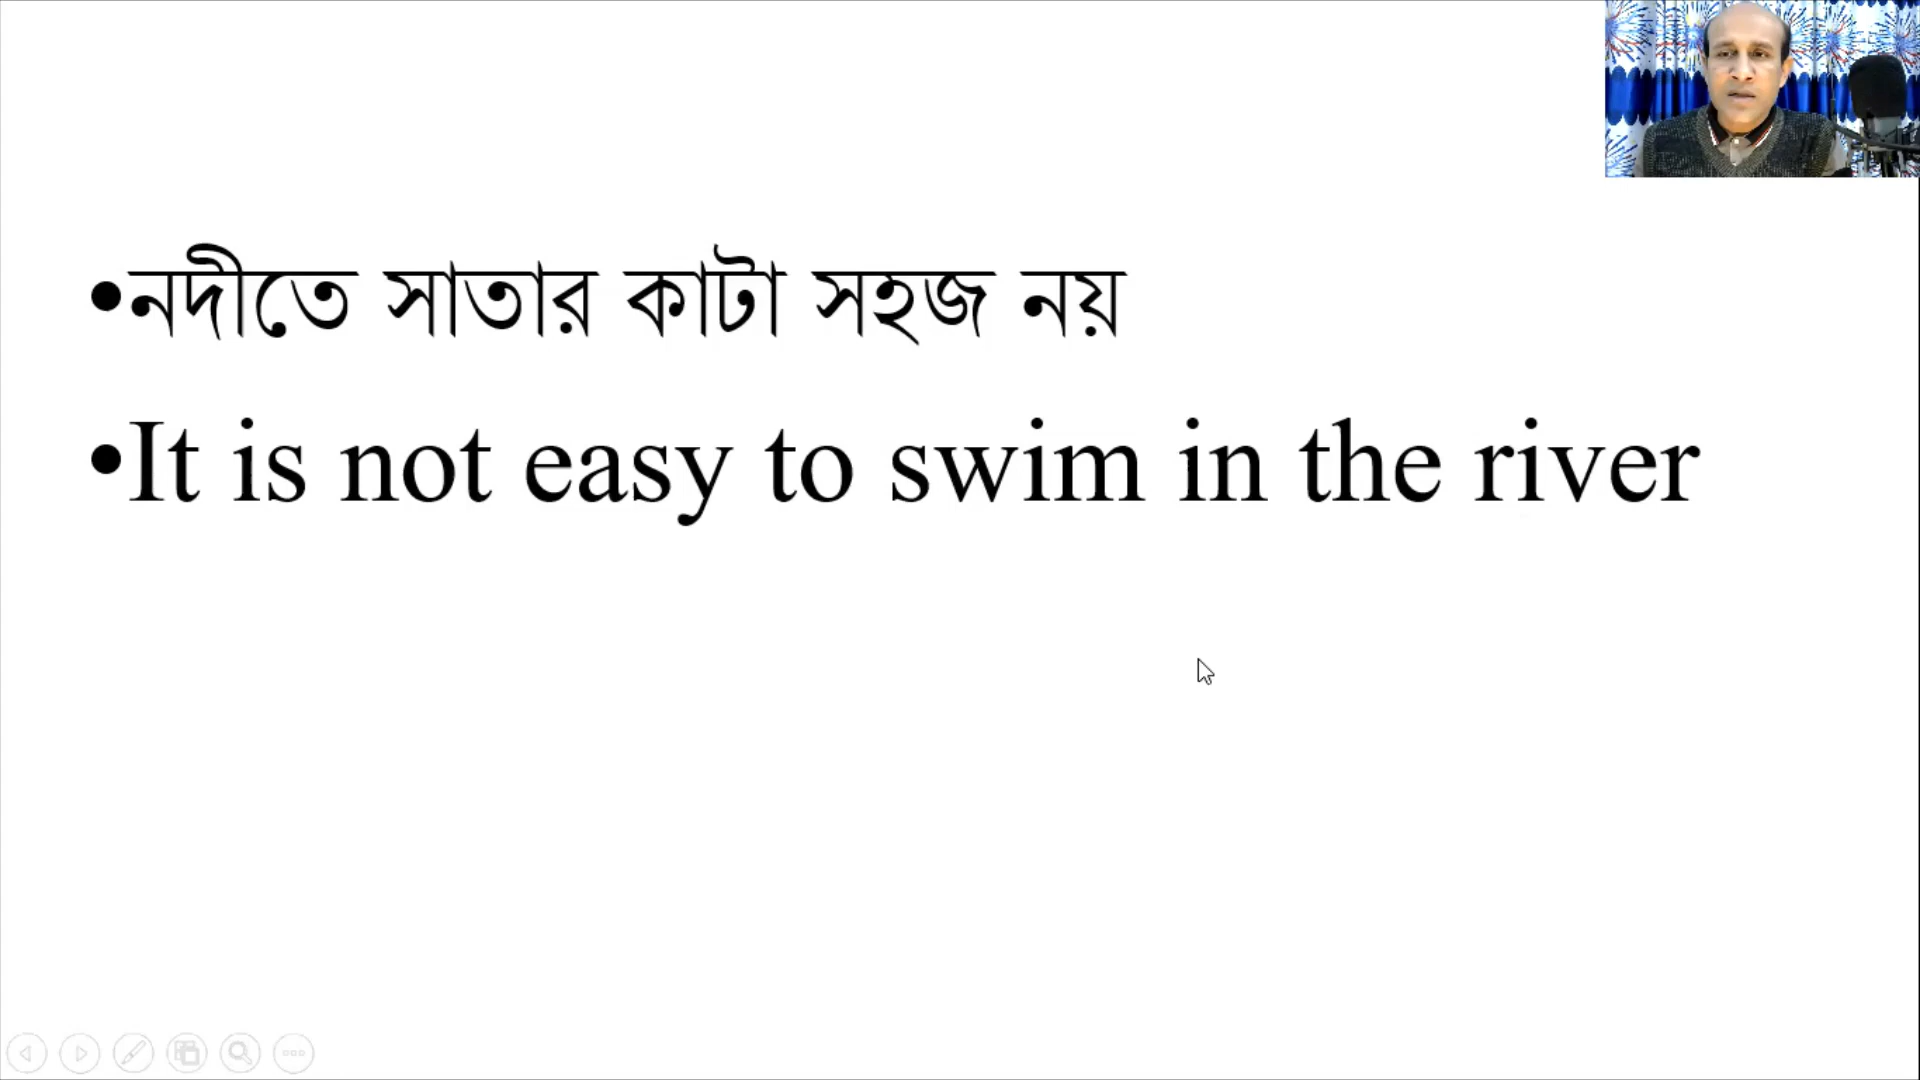 •নদীতে সাতার কাটা সহজ নয়
•It is not easy to swim in the river